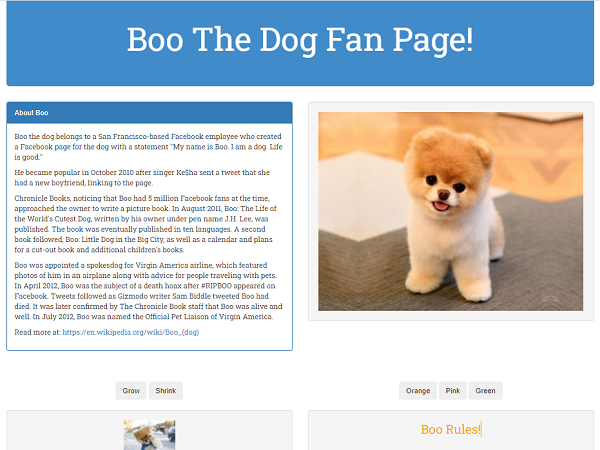 Boo The Dog Fan Page!
About Boo
Boo the dog belongs to a San Francisco-based Facebook employee who created
a Facebook page for the dog with a statement "My name is Boo. I am a dog. Life
is good."
He became popular in October 2010 after singer Ke$ha sent a tweet that she
had a new boyfriend, linking to the page.
Chronicle Books, noticing that Boo had 5 million Facebook fans at the time,
approached the owner to write a picture book. In August 2011, Boo: The Life of
the World's Cutest Dog, written by his owner under pen name J.H. Lee, was
published. The book was eventually published in ten languages. A second
book followed, Boo: Little Dog in the Big City, as well as a calendar and plans
for a cut-out book and additional children's books.
Boo was appointed a spokesdog for Virgin America airline, which featured
photos of him in an airplane along with advice for people traveling with pets.
In April 2012, Boo was the subject of a death hoax after #RIPBOO appeared on
Facebook. Tweets followed as Gizmodo writer Sam Biddle tweeted Boo had
died. It was later confirmed by The Chronicle Book staff that Boo was alive and
well. In July 2012, Boo was named the Official Pet Liaison of Virgin America.
Read more at: https://en.wikipedia.org/wiki/Boo_(dog)
Grow Shrink
Orange Pink Green
Boo Rules!